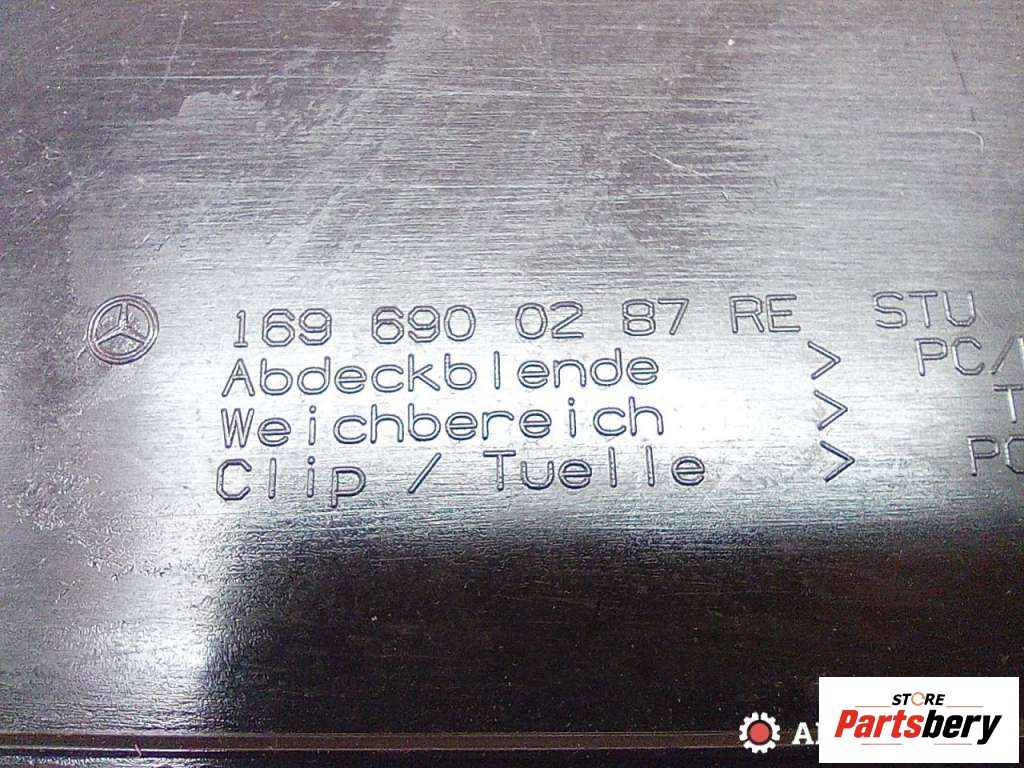 169 690 02 87 RE STU
Abdeckblende > PC/
Weichbereich >
Clip / Tuelle >
STORE
Partsbery